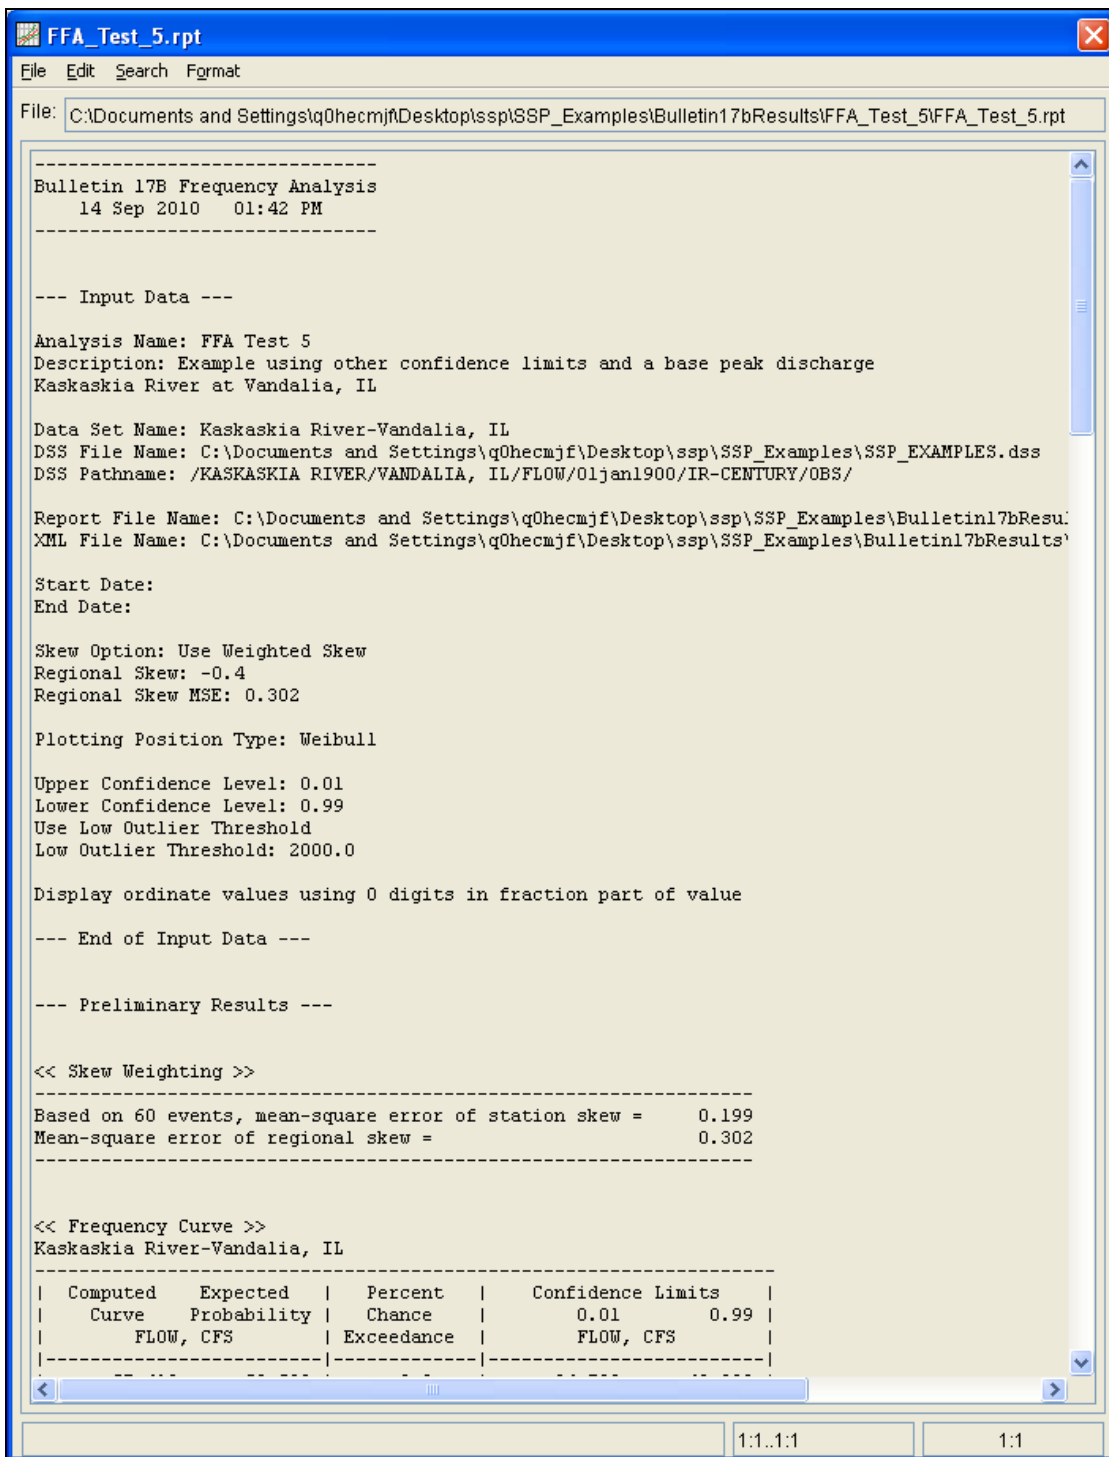 FFA_Test_5.rpt
File Edit Search Format
File: C:\Documents and Settings\q0hecmjf\Desktop\ssp\SSP_Examples\Bulletin17bResults\FFA_Test_5\FFA_Test_5.rpt
-------------------------------
Bulletin 17B Frequency Analysis
14 Sep 2010 01:42 PM
-------------------------------
--- Input Data ---
Analysis Name: FFA Test 5
Description: Example using other confidence limits and a base peak discharge
Kaskaskia River at Vandalia, IL
Data Set Name: Kaskaskia River-Vandalia, IL
DSS File Name: C:\Documents and Settings\q0hecmjf\Desktop\ssp\SSP_Examples\SSP_EXAMPLES.dss
DSS Pathname: /KASKASKIA RIVER/VANDALIA, IL/FLOW/01jan1900/IR-CENTURY/OBS/
Report File Name: C:\Documents and Settings\q0hecmjf\Desktop\ssp\SSP_Examples\Bulletin17bResul
XML File Name: C:\Documents and Settings\q0hecmjf\Desktop\ssp\SSP_Examples\Bulletin17bResults\
Start Date:
End Date:
Skew Option: Use Weighted Skew
Regional Skew: -0.4
Regional Skew MSE: 0.302
Plotting Position Type: Weibull
Upper Confidence Level: 0.01
Lower Confidence Level: 0.99
Use Low Outlier Threshold
Low Outlier Threshold: 2000.0
Display ordinate values using 0 digits in fraction part of value
--- End of Input Data ---
--- Preliminary Results ---
<< Skew Weighting >>
-----------------------------------------------------------------
Based on 60 events, mean-square error of station skew = 0.199
Mean-square error of regional skew = 0.302
-----------------------------------------------------------------
<< Frequency Curve >>
Kaskaskia River-Vandalia, IL
-------------------------------------------------------------------
| Computed Expected | Percent | Confidence Limits |
| Curve Probability | Chance | 0.01 0.99 |
| FLOW, CFS | Exceedance | FLOW, CFS |
|-------------------------|-------------|-------------------------|
1:1..1:1 1:1